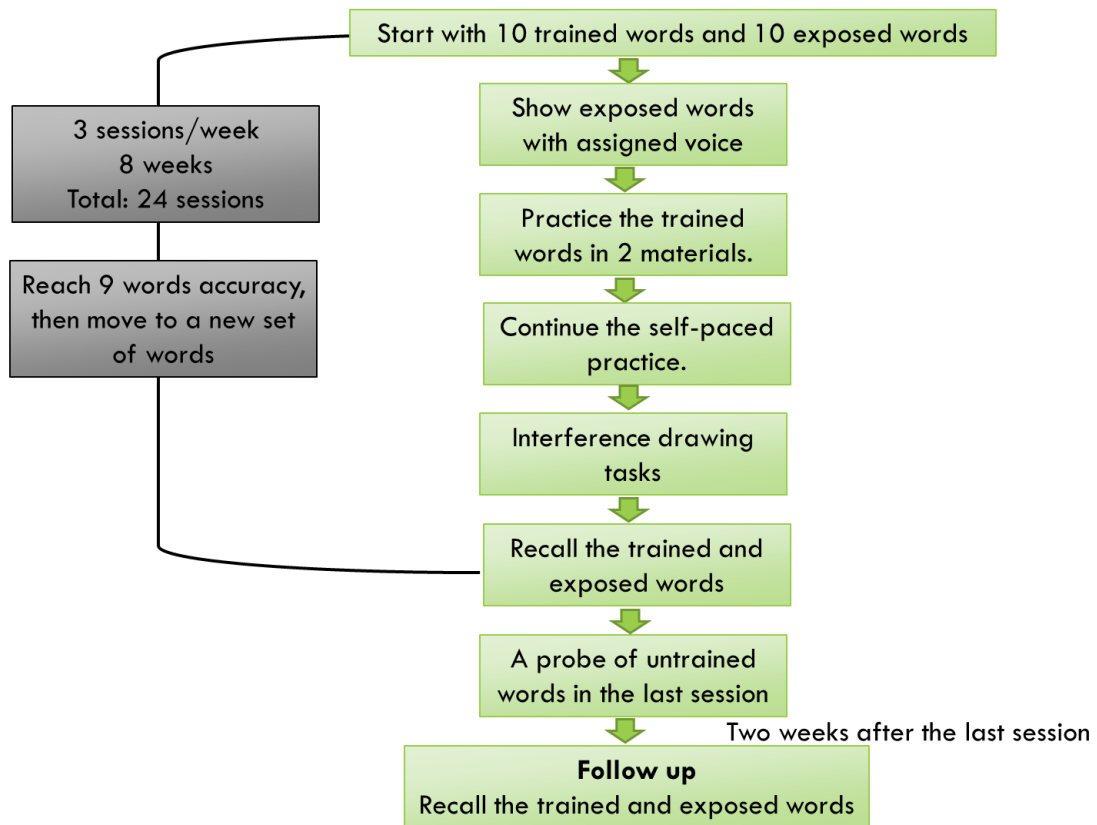 Start with 10 trained words and 10 exposed words
3 sessions/week
8 weeks
Total: 24 sessions
Reach 9 words accuracy,
then move to a new set
of words
Show exposed words
with assigned voice
Practice the trained
words in 2 materials.
Continue the self-paced
practice.
Interference drawing
tasks
Recall the trained and
exposed words
A probe of untrained
words in the last session
Two weeks after the last session
Follow up
Recall the trained and exposed words